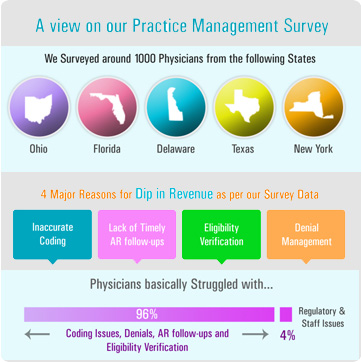 A view on our Practice Management Survey
We Surveyed around 1000 Physicians from the following States
Ohio
Florida
Delaware
Texas
New York
4 Major Reasons for Dip in Revenue as per our Survey Data
Inaccurate
Coding
Lack of Timely
AR follow-ups
Eligibility
Verification
Denial
Management
Physicians basically Struggled with...
96%
Coding Issues, Denials, AR follow-ups and
Eligibility Verification
Regulatory &
Staff Issues
4%